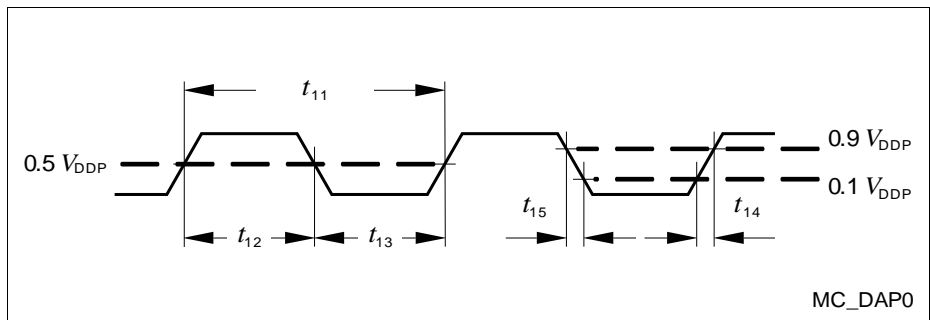 t11
0.5 VDDP
0.9 VDDP
0.1 VDDP
t15
t14
t12
t13
MC_DAP0